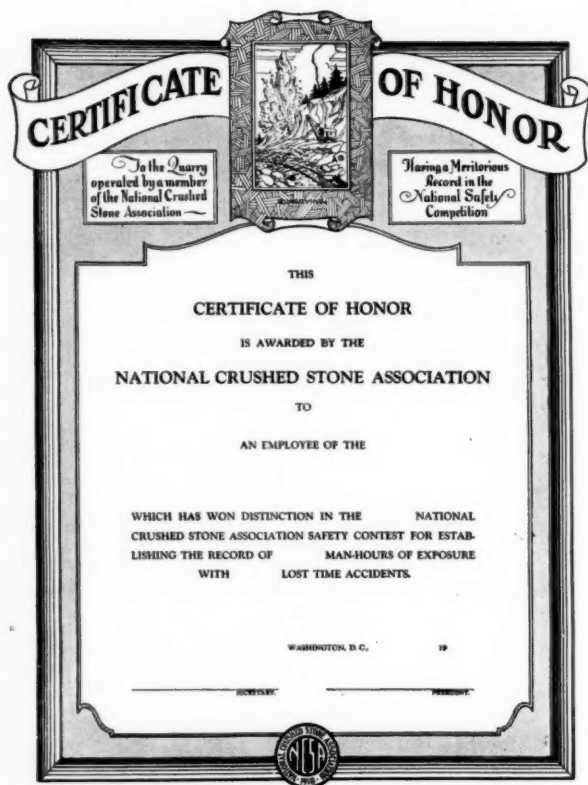 CERTIFICATE OF HONOR
To the Quarry
operated by a member
of the National Crushed
Stone Association
Having a Meritorious
Record in the
National Safety
Competition
THIS
CERTIFICATE OF HONOR
IS AWARDED BY THE
NATIONAL CRUSHED STONE ASSOCIATION
TO
AN EMPLOYEE OF THE
WHICH HAS WON DISTINCTION IN THE NATIONAL
CRUSHED STONE ASSOCIATION SAFETY CONTEST FOR ESTAB-
LISHING THE RECORD OF MAN-HOURS OF EXPOSURE
WITH LOST TIME ACCIDENTS.
WASHINGTON, D.C., 19
SECRETARY. PRESIDENT.
NATIONAL CRUSHED STONE ASSOCIATION
NCSA